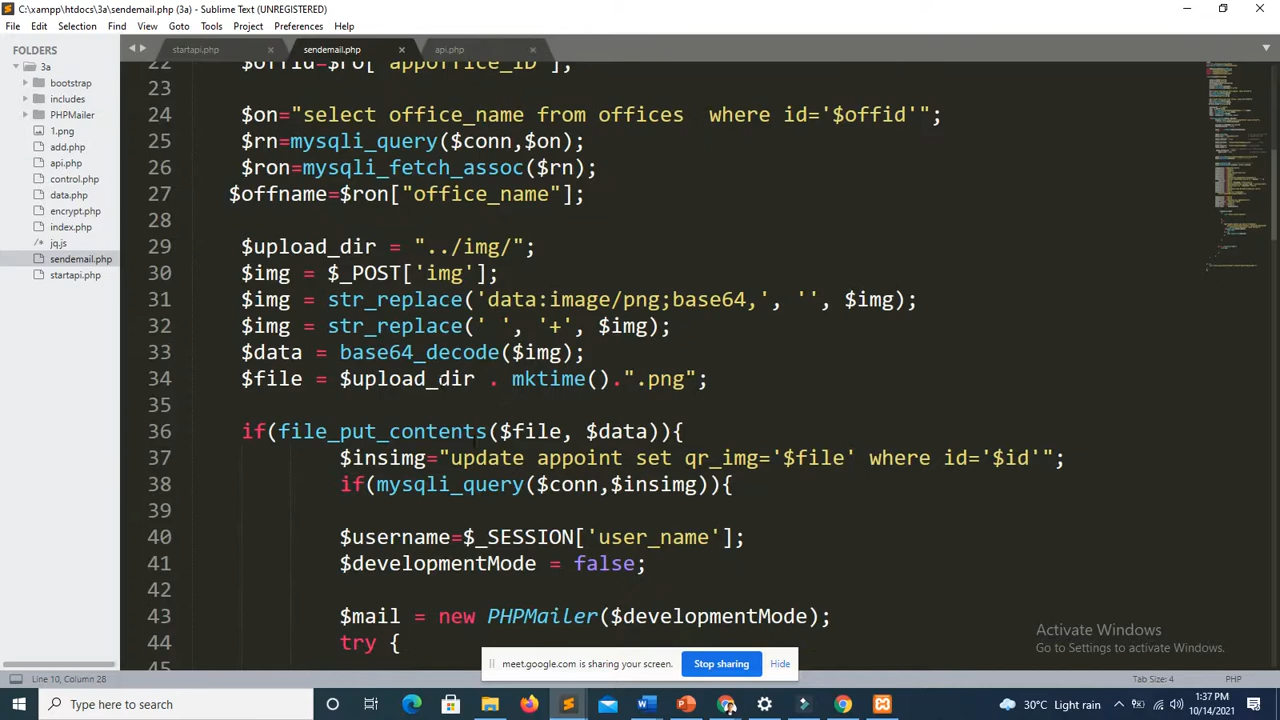 C:\xampp\htdocs\3a\sendemail.php (3a) - Sublime Text (UNREGISTERED)
File Edit Selection Find View Goto Tools Project Preferences Help
FOLDERS
3a
bootstrap
includes
PHPMailer
1.png
add.php
api.php
control.php
data.php
encrypt.php
index.php
jq.js
sendemail.php
startapi.php
startapi.php sendemail.php api.php
22 $offid=$ro["appoffice_ID"];
23
24 $on="select office_name from offices  where id='$offid'";
25 $rn=mysqli_query($conn,$on);
26 $ron=mysqli_fetch_assoc($rn);
27 $offname=$ron["office_name"];
28
29 $upload_dir = "../img/";
30 $img = $_POST['img'];
31 $img = str_replace('data:image/png;base64,', '', $img);
32 $img = str_replace(' ', '+', $img);
33 $data = base64_decode($img);
34 $file = $upload_dir . mktime().".png";
35
36 if(file_put_contents($file, $data)){
37 $insimg="update appoint set qr_img='$file' where id='$id'";
38 if(mysqli_query($conn,$insimg)){
39
40 $username=$_SESSION['user_name'];
41 $developmentMode = false;
42
43 $mail = new PHPMailer($developmentMode);
44 try {
45
Activate Windows
Go to Settings to activate Windows.
meet.google.com is sharing your screen. Stop sharing Hide
Line 10, Column 28 Tab Size: 4 PHP
Type here to search
30°C Light rain
1:37 PM
10/14/2021